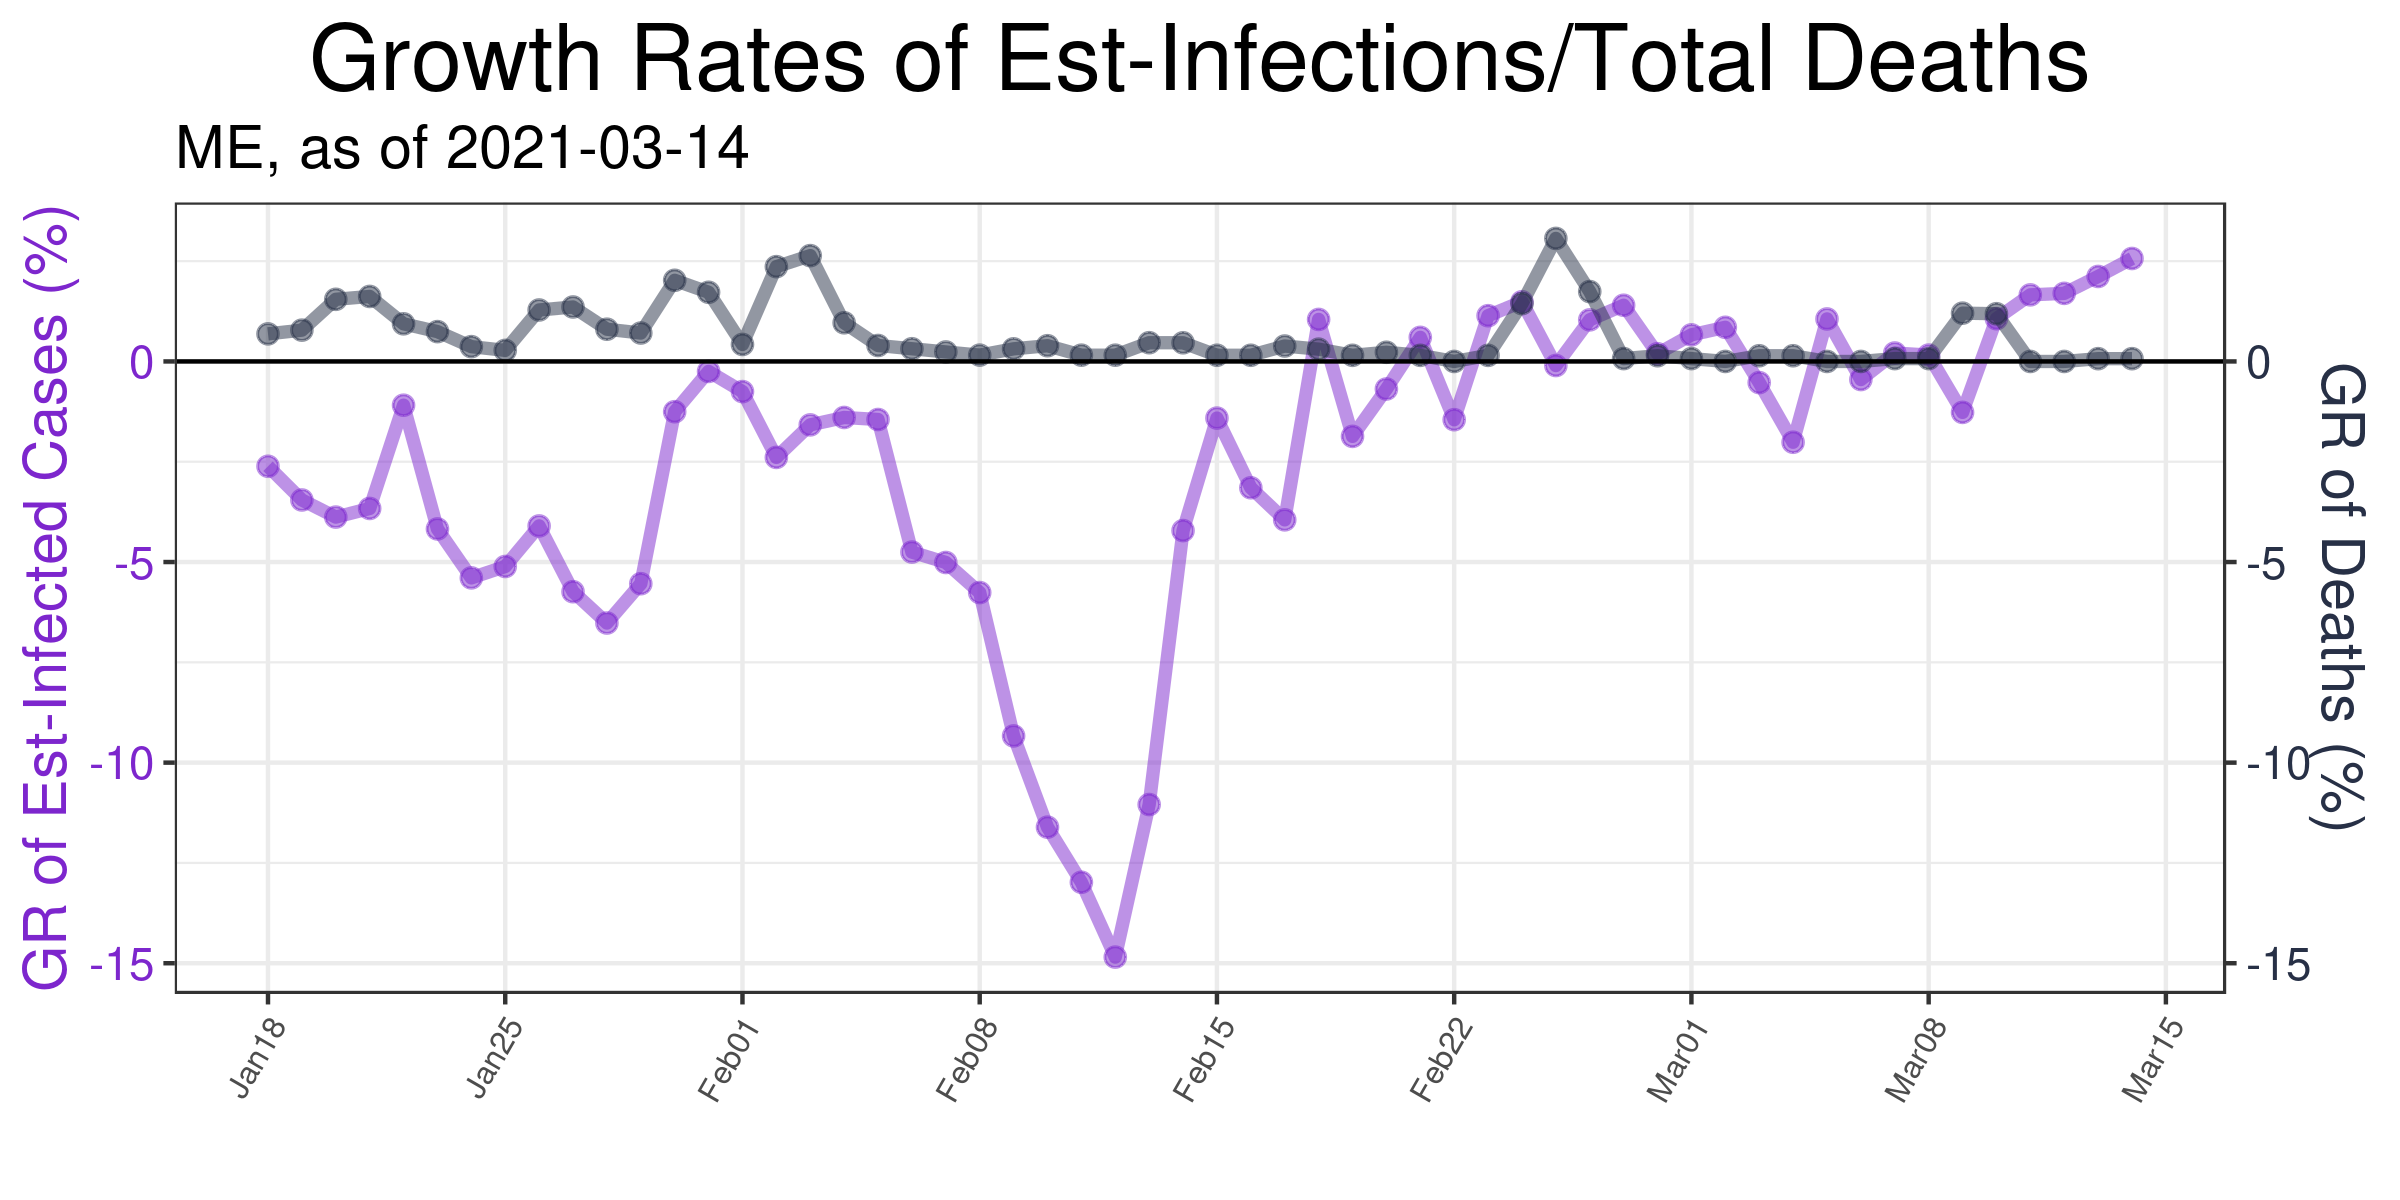 Growth Rates of Est-Infections/Total Deaths
ME, as of 2021-03-14
GR of Est-Infected Cases (%)
0
-5
-10
-15
0
-5
-10
-15
GR of Deaths (%)
Jan18
Jan25
Feb01
Feb08
Feb15
Feb22
Mar01
Mar08
Mar15